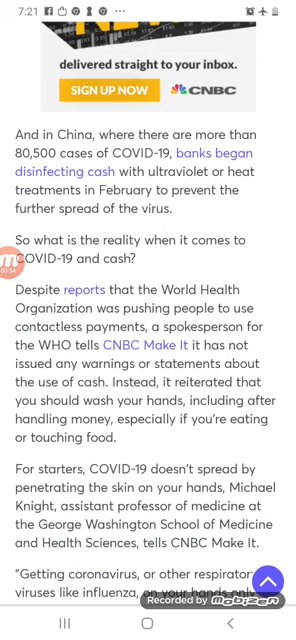 7:21
delivered straight to your inbox.
SIGN UP NOW
CNBC
And in China, where there are more than
80,500 cases of COVID-19, banks began
disinfecting cash with ultraviolet or heat
treatments in February to prevent the
further spread of the virus.
So what is the reality when it comes to
COVID-19 and cash?
00:54
Despite reports that the World Health
Organization was pushing people to use
contactless payments, a spokesperson for
the WHO tells CNBC Make It it has not
issued any warnings or statements about
the use of cash. Instead, it reiterated that
you should wash your hands, including after
handling money, especially if you're eating
or touching food.
For starters, COVID-19 doesn't spread by
penetrating the skin on your hands, Michael
Knight, assistant professor of medicine at
the George Washington School of Medicine
and Health Sciences, tells CNBC Make It.
"Getting coronavirus, or other respiratory
viruses like influenza, on your hands only
Recorded by mobizen